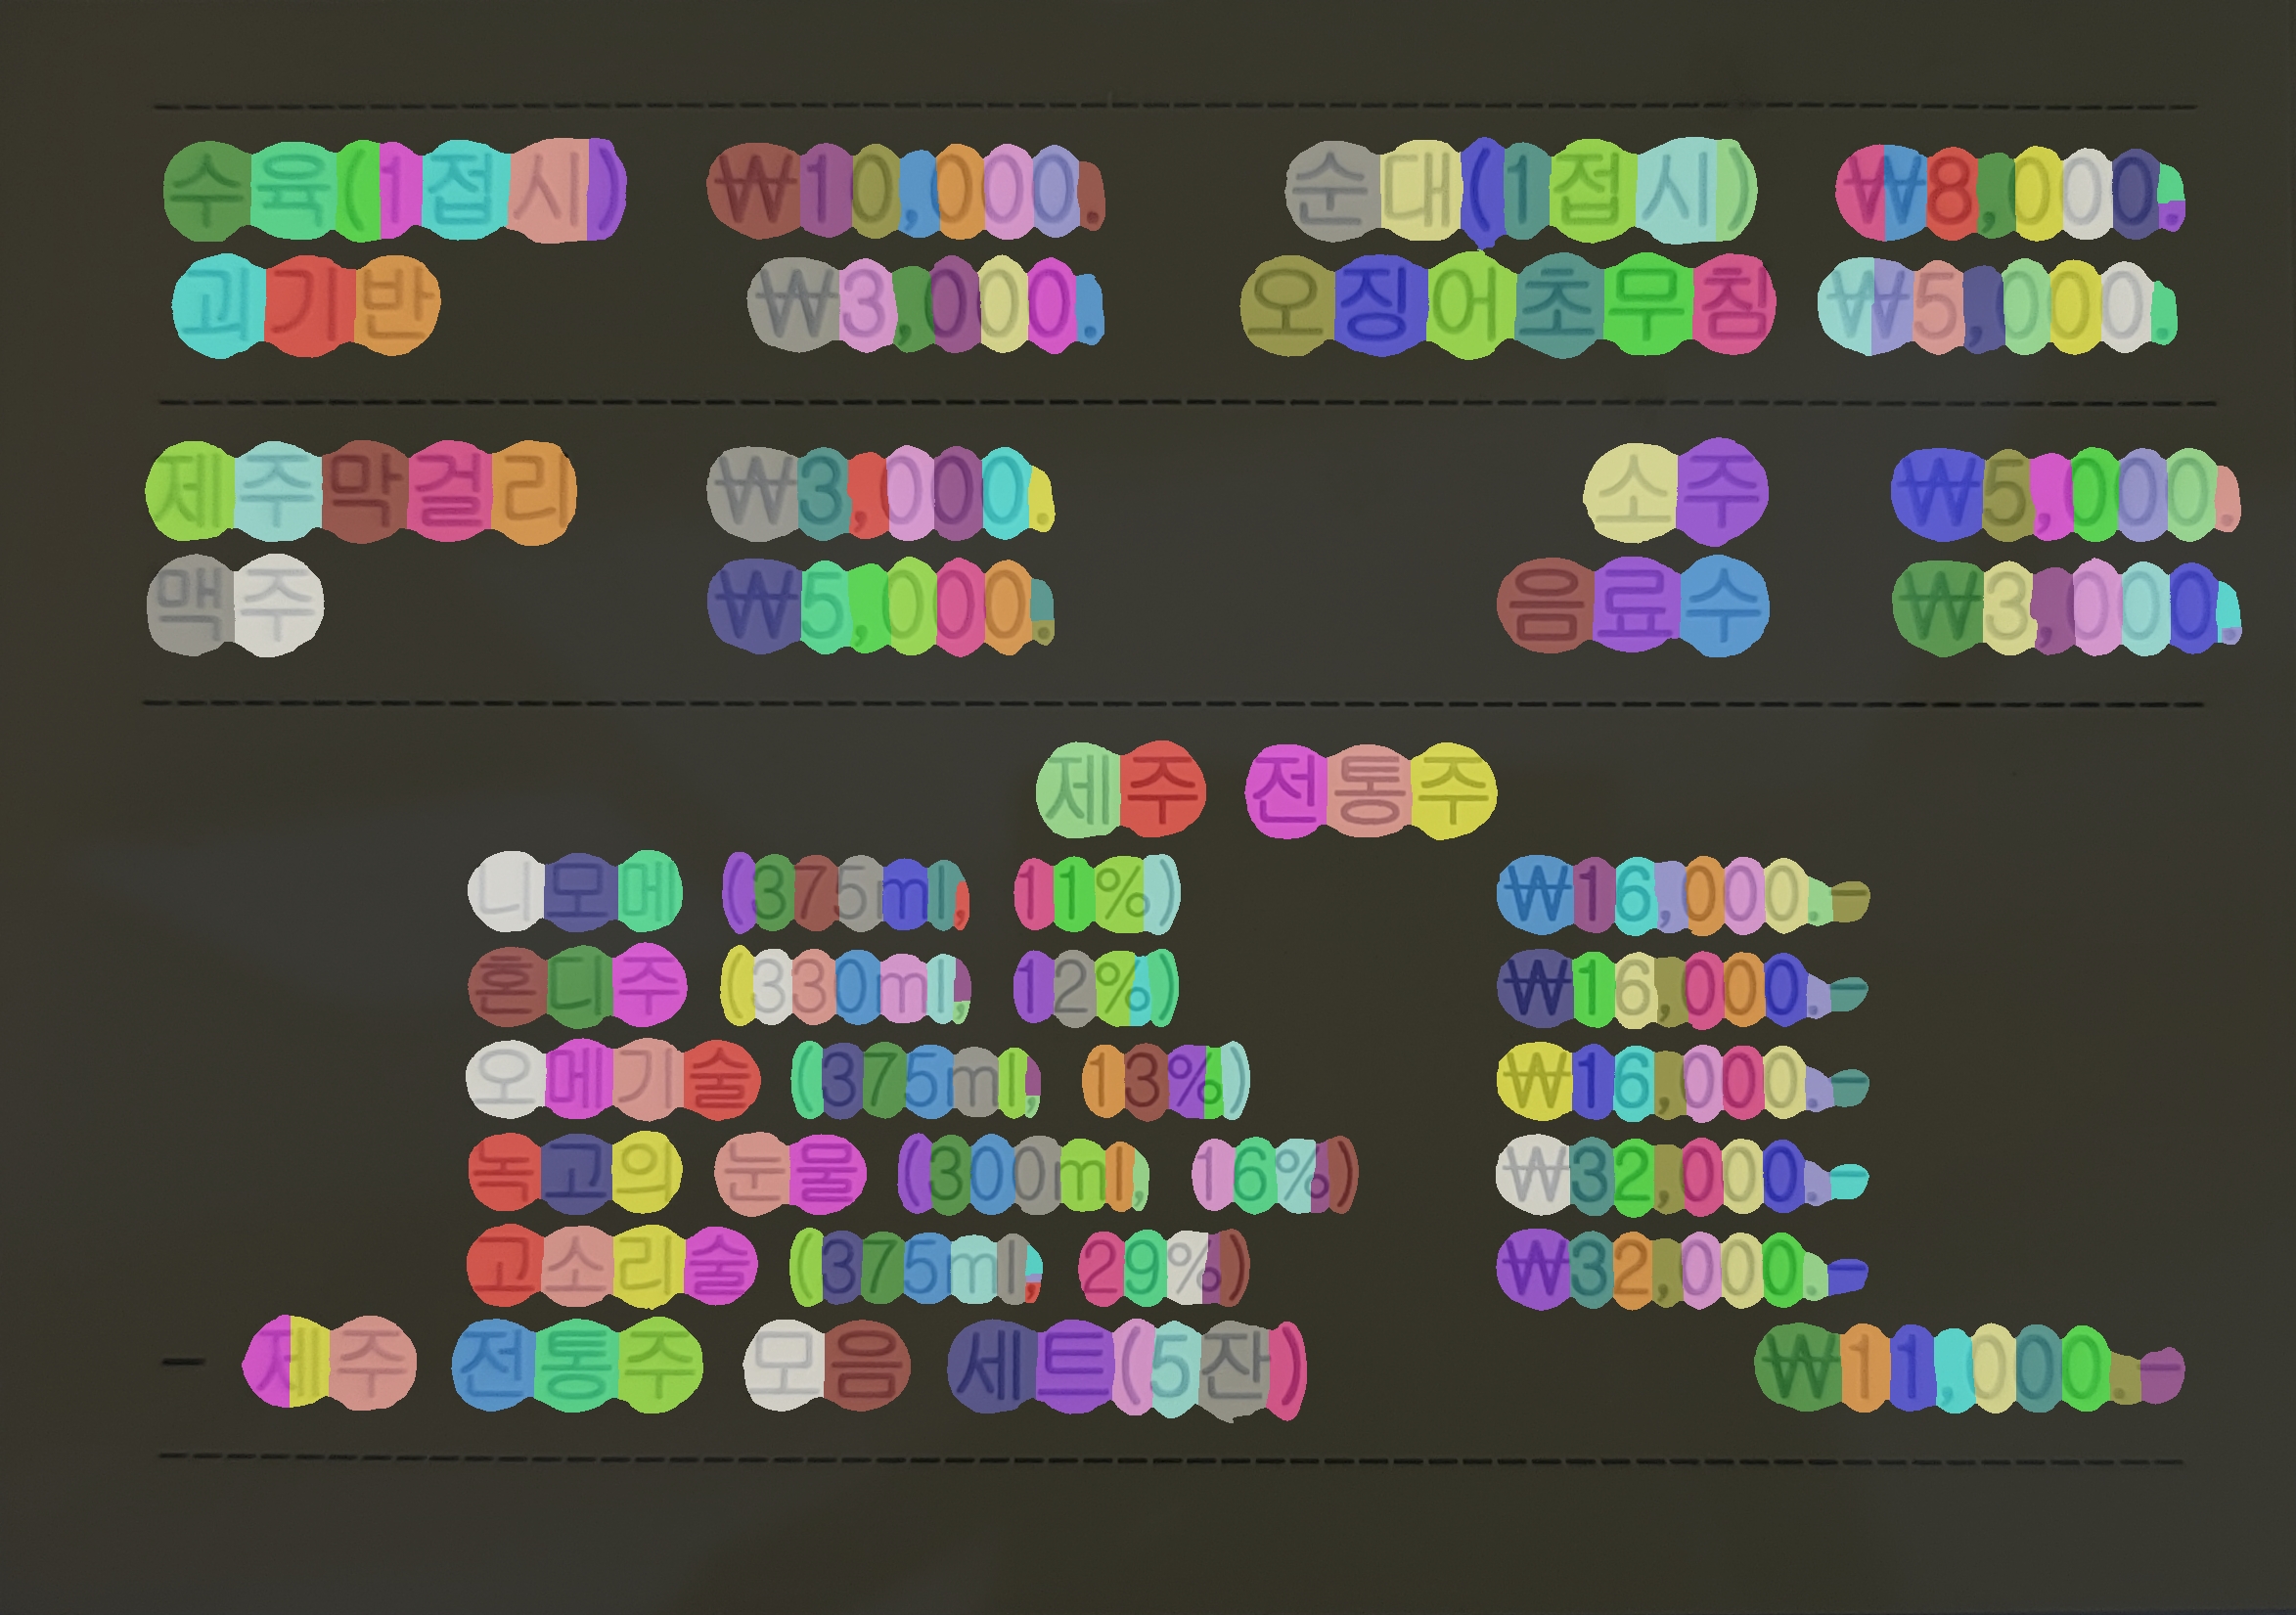 수육(1접시) ₩10,000. 순대(1접시) ₩8,000.
괴기반 ₩3,000. 오징어초무침 ₩5,000.
제주막걸리 ₩3,000. 소주 ₩5,000.
맥주 ₩5,000. 음료수 ₩3,000.
제주 전통주
니모메 (375ml, 11%) ₩16,000.-
혼디주 (330ml, 12%) ₩16,000.-
오메기술 (375ml, 13%) ₩16,000.-
녹고의 눈물 (300ml, 16%) ₩32,000.-
고소리술 (375ml, 29%) ₩32,000.-
- 제주 전통주 모음 세트(5잔) ₩11,000.-